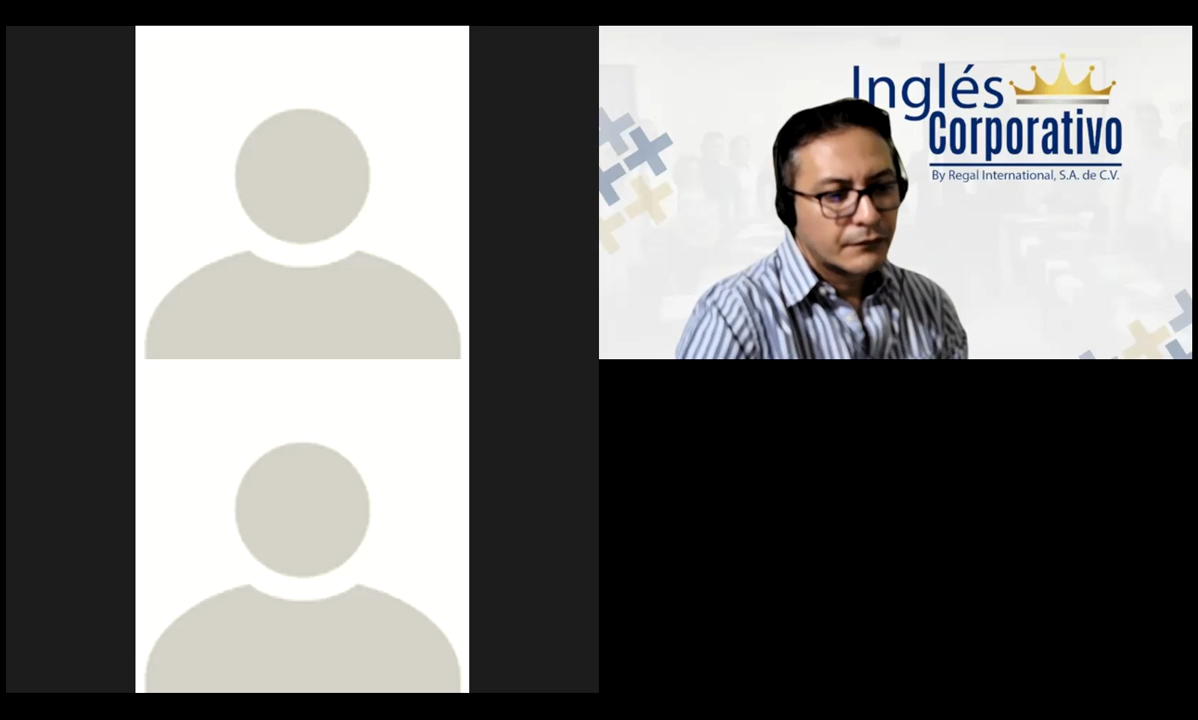 Inglés
Corporativo
By Regal International, S.A. de C.V.